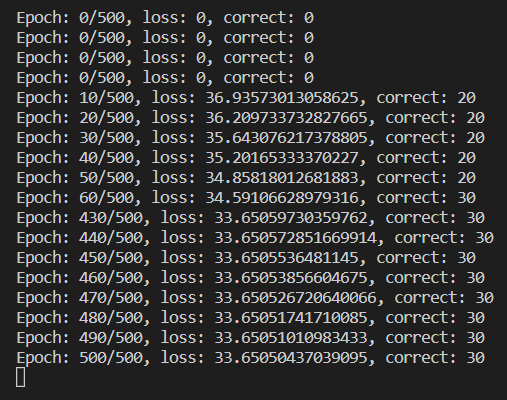 Epoch: 0/500, loss: 0, correct: 0
Epoch: 0/500, loss: 0, correct: 0
Epoch: 0/500, loss: 0, correct: 0
Epoch: 0/500, loss: 0, correct: 0
Epoch: 10/500, loss: 36.93573013058625, correct: 20
Epoch: 20/500, loss: 36.209733732827665, correct: 20
Epoch: 30/500, loss: 35.643076217378805, correct: 20
Epoch: 40/500, loss: 35.20165333370227, correct: 20
Epoch: 50/500, loss: 34.85818012681883, correct: 20
Epoch: 60/500, loss: 34.59106628979316, correct: 30
Epoch: 430/500, loss: 33.65059730359762, correct: 30
Epoch: 440/500, loss: 33.650572851669914, correct: 30
Epoch: 450/500, loss: 33.6505536481145, correct: 30
Epoch: 460/500, loss: 33.65053856604675, correct: 30
Epoch: 470/500, loss: 33.650526720640066, correct: 30
Epoch: 480/500, loss: 33.65051741710085, correct: 30
Epoch: 490/500, loss: 33.65051010983433, correct: 30
Epoch: 500/500, loss: 33.65050437039095, correct: 30